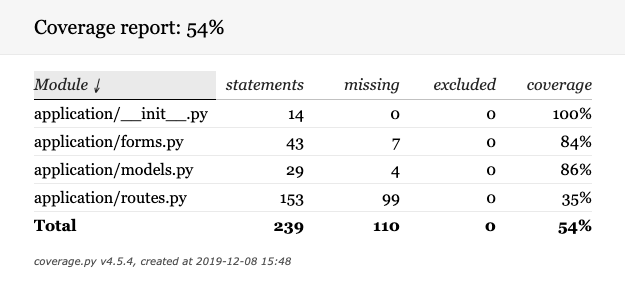 Coverage report: 54%
Module ↓ statements missing excluded coverage
application/__init__.py 14 0 0 100%
application/forms.py 43 7 0 84%
application/models.py 29 4 0 86%
application/routes.py 153 99 0 35%
Total 239 110 0 54%
coverage.py v4.5.4, created at 2019-12-08 15:48